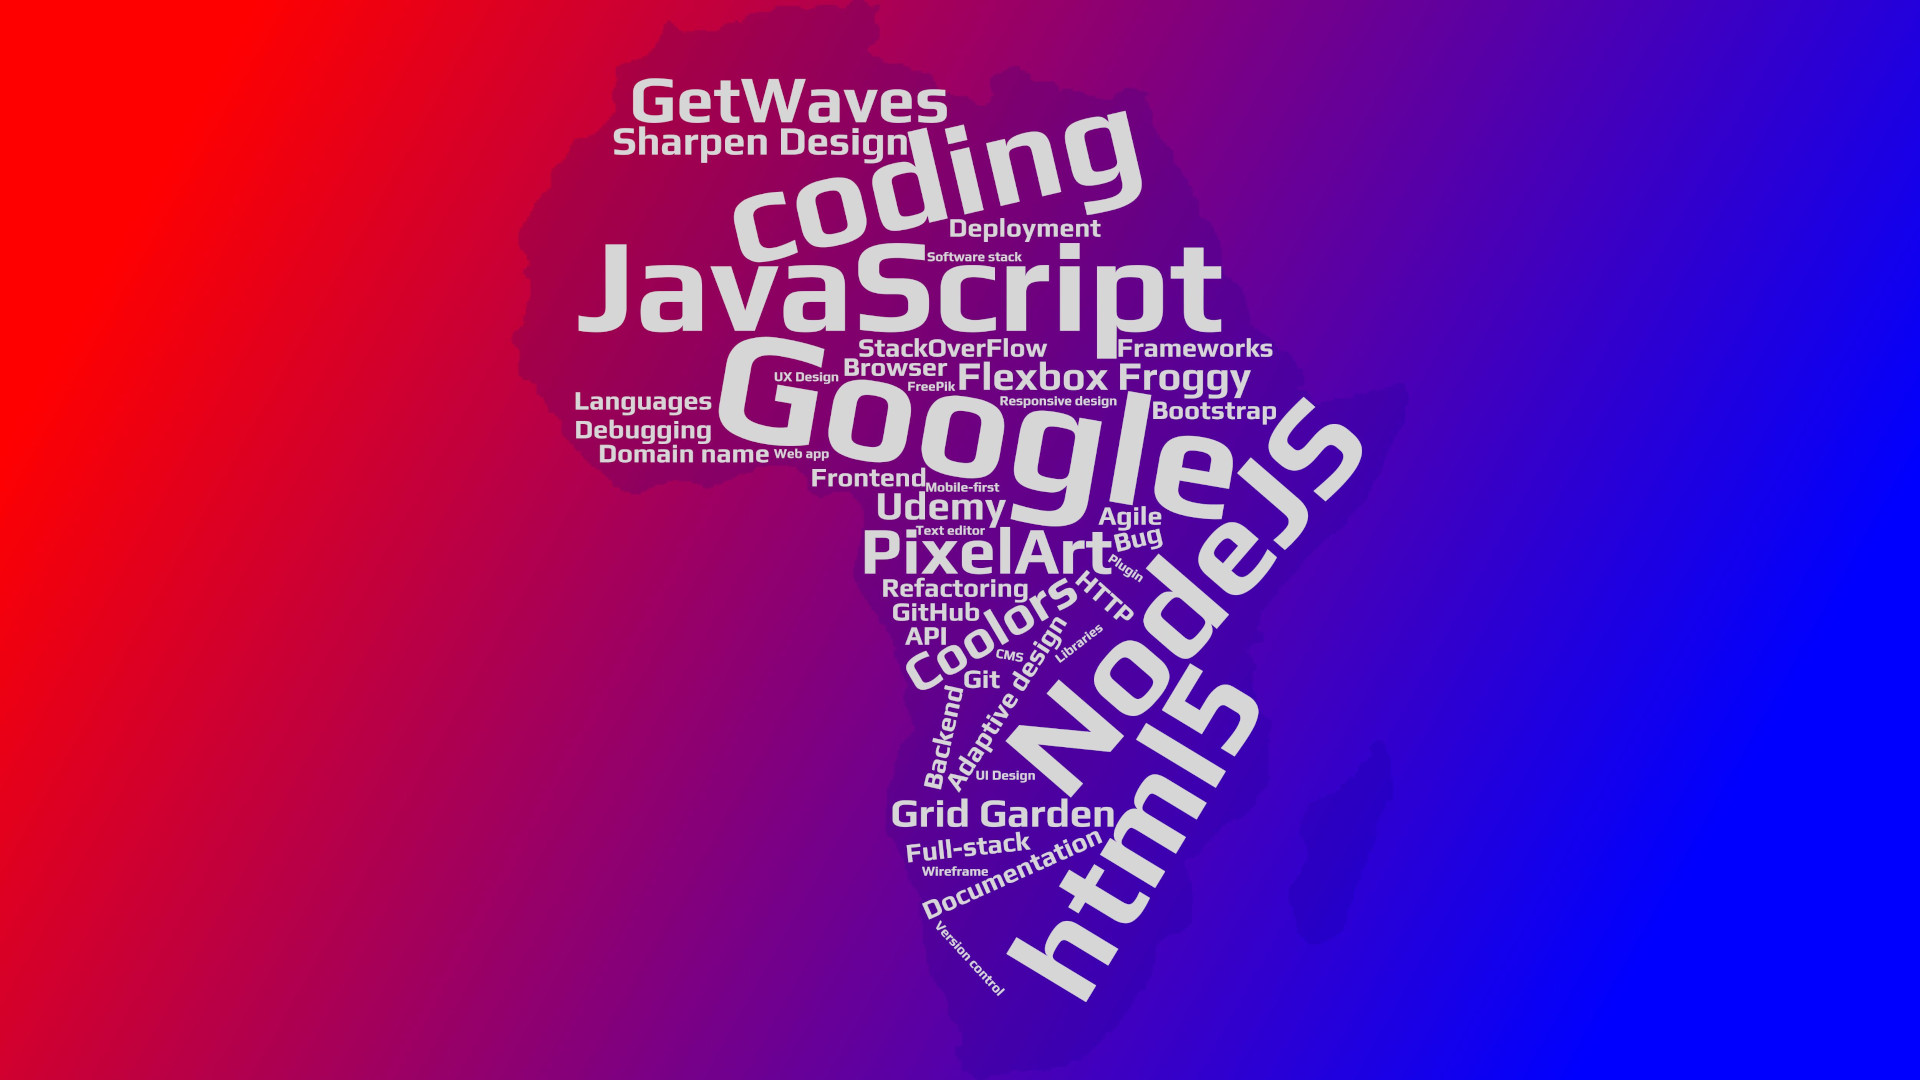 GetWaves
Sharpen Design
coding
Deployment
Software stack
JavaScript
StackOverFlow
Frameworks
Browser
UX Design
FreePik
Flexbox Froggy
Languages
Responsive design
Bootstrap
Google
Debugging
Domain name
Web app
Frontend
Mobile-first
Udemy
Agile
Text editor
PixelArt
Bug
Plugin
NodeJS
Refactoring
HTTP
GitHub
API
Coolors
CMS
Libraries
Git
Adaptive design
Backend
UI Design
html5
Grid Garden
Full-stack
Wireframe
Documentation
Version control